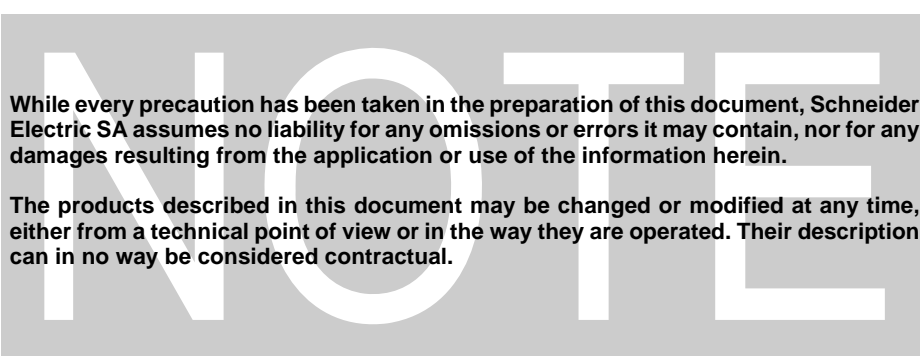 NOTE
While every precaution has been taken in the preparation of this document, Schneider
Electric SA assumes no liability for any omissions or errors it may contain, nor for any
damages resulting from the application or use of the information herein.
The products described in this document may be changed or modified at any time,
either from a technical point of view or in the way they are operated. Their description
can in no way be considered contractual.